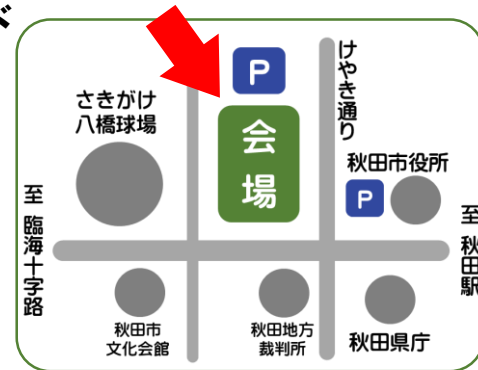 ド
P
会場
けやき通り
さきがけ
八橋球場
秋田市役所
P
至 臨海十字路
至 秋田駅
秋田市
文化会館
秋田地方
裁判所
秋田県庁